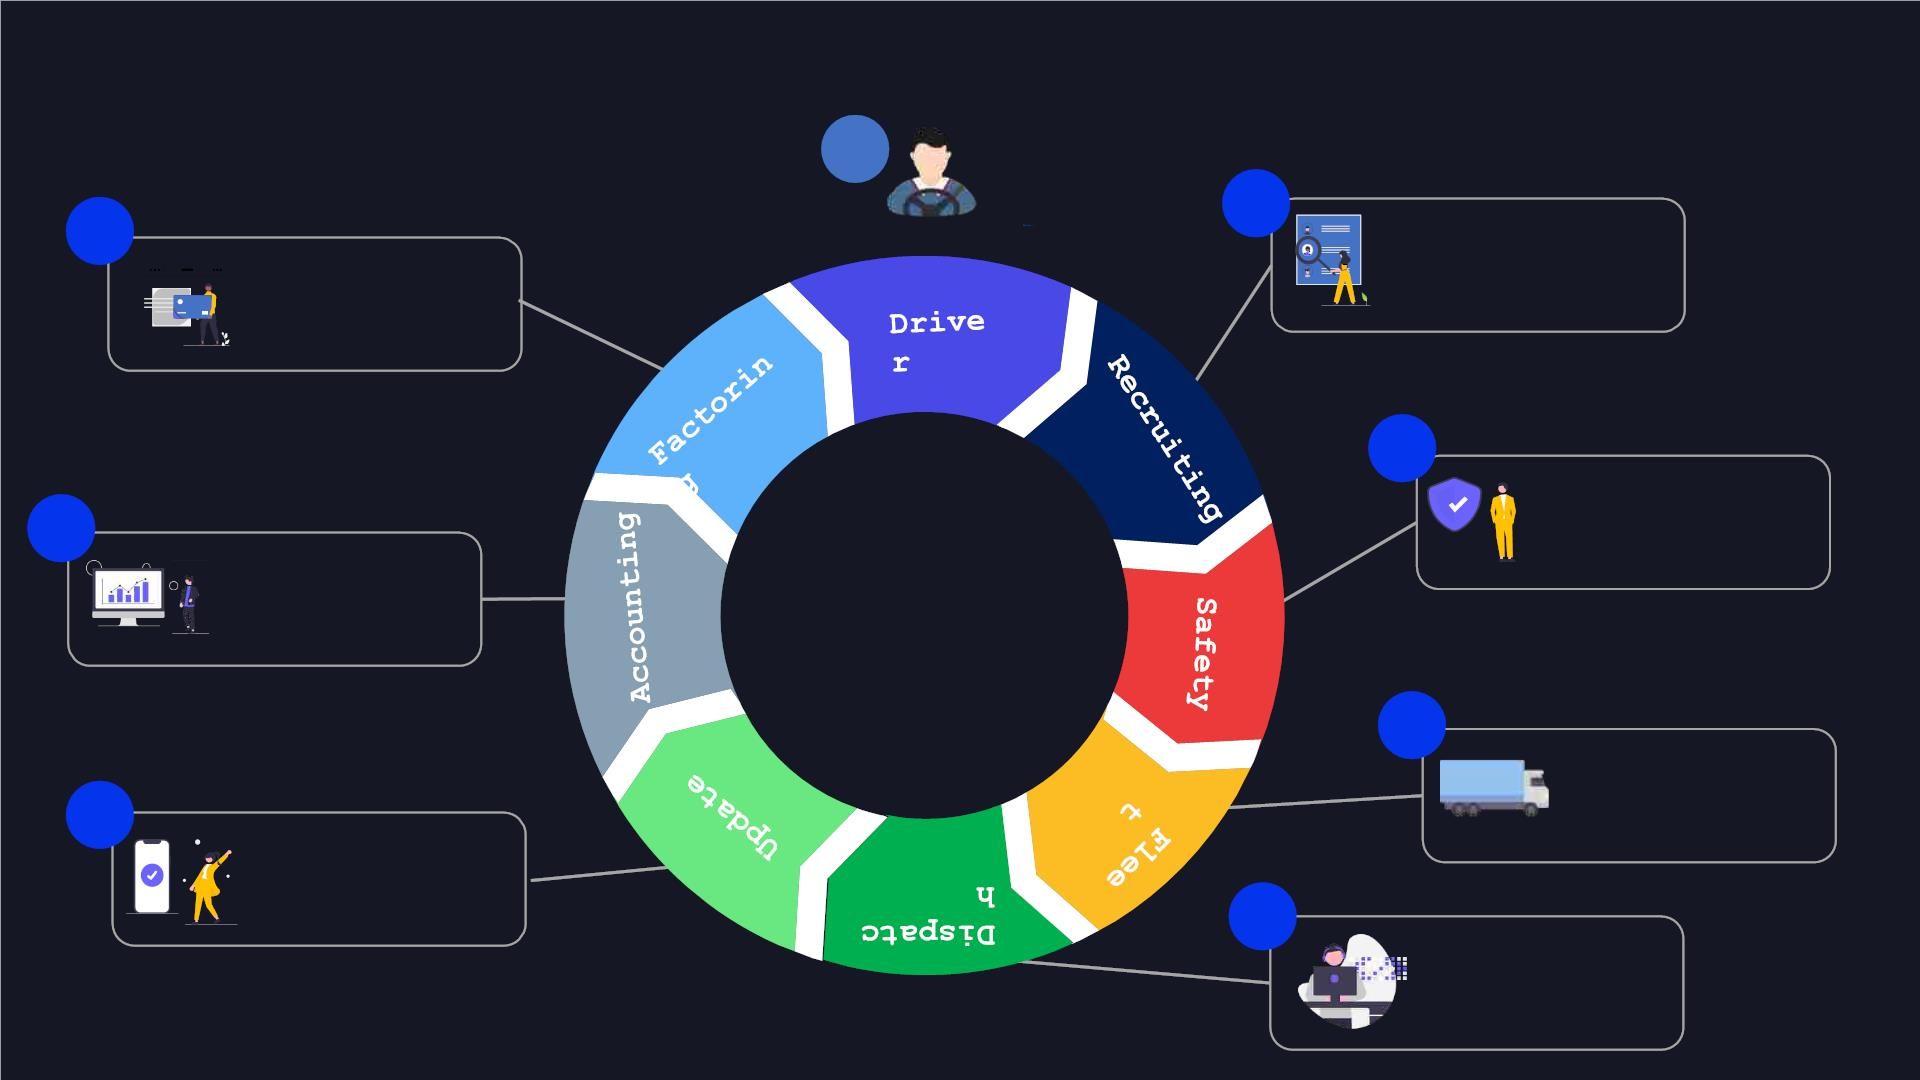 Drive
r
Recruiting
Safety
Flee
t
Dispatc
h
Update
Accounting
Factorin
g